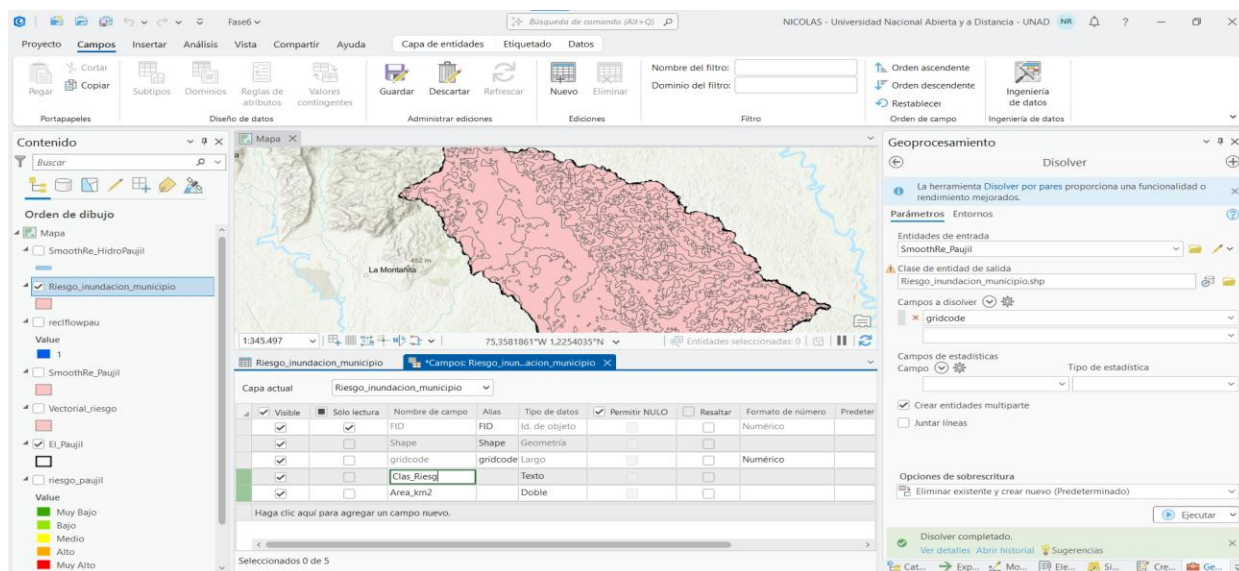 Fase6
Búsqueda de comando (Alt+Q)
NICOLAS - Universidad Nacional Abierta y a Distancia - UNAD
NR
?
Proyecto Campos Insertar Análisis Vista Compartir Ayuda Capa de entidades Etiquetado Datos
Pegar
Cortar
Copiar
Portapapeles
Subtipos
Dominios
Reglas de atributos
Valores contingentes
Diseño de datos
Guardar
Descartar
Refrescar
Administrar ediciones
Nuevo
Eliminar
Ediciones
Nombre del filtro:
Dominio del filtro:
Filtro
Orden ascendente
Orden descendente
Restablecer
Orden de campo
Ingeniería de datos
Ingeniería de datos
Contenido
Buscar
Orden de dibujo
Mapa
SmoothRe_HidroPaujil
Riesgo_inundacion_municipio
reclflowpau
Value
1
SmoothRe_Paujil
Vectorial_riesgo
El_Paujil
riesgo_paujil
Value
Muy Bajo
Bajo
Medio
Alto
Muy Alto
Mapa
a
462 m
La Montañita
1:345.497
75,3581861°W 1,2254035°N
Entidades seleccionadas: 0
Riesgo_inundacion_municipio
*Campos: Riesgo_inun...acion_municipio
Capa actual
Riesgo_inundacion_municipio
Visible Sólo lectura Nombre de campo Alias Tipo de datos Permitir NULO Resaltar Formato de número Predeter
FID FID Id. de objeto Numérico
Shape Shape Geometría
gridcode gridcode Largo Numérico
Clas_Riesg Texto
Area_km2 Doble
Haga clic aquí para agregar un campo nuevo.
Seleccionados 0 de 5
Geoprocesamiento
Disolver
La herramienta Disolver por pares proporciona una funcionalidad o
rendimiento mejorados.
Parámetros Entornos
Entidades de entrada
SmoothRe_Paujil
Clase de entidad de salida
Riesgo_inundacion_municipio.shp
Campos a disolver
gridcode
Campos de estadísticas
Campo
Tipo de estadística
Crear entidades multiparte
Juntar líneas
Opciones de sobrescritura
Eliminar existente y crear nuevo (Predeterminado)
Ejecutar
Disolver completado.
Ver detalles Abrir historial Sugerencias
Cat... Exp... Mo... Ele... Si... Cre... Ge...